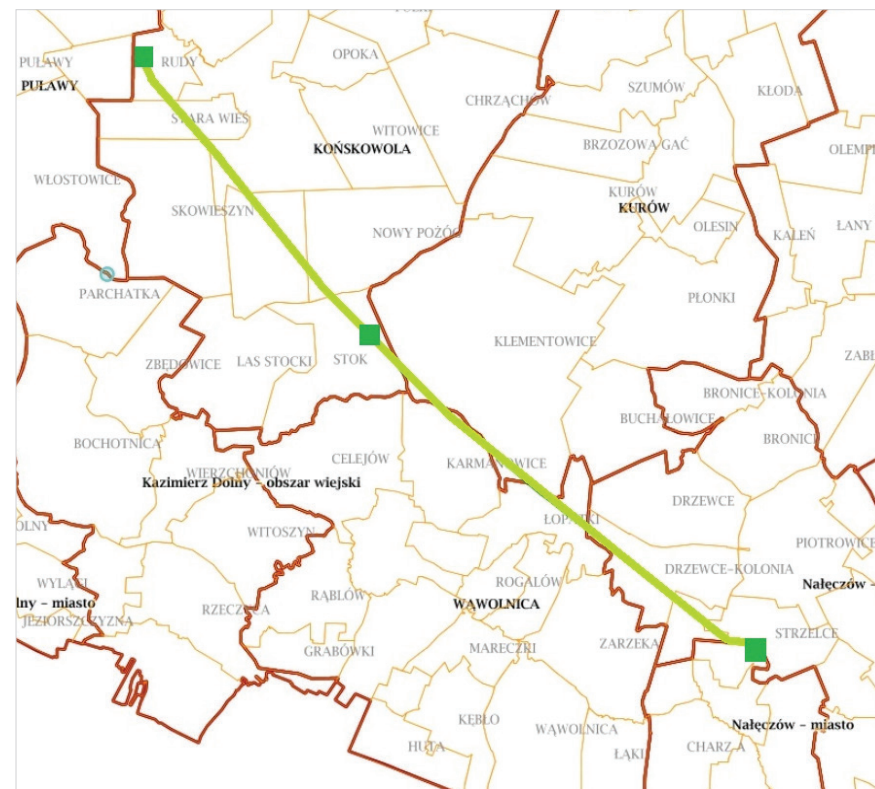 OPOKA
PUŁAWY
RUDY
PUŁAWY
SZUMÓW
KŁODA
CHRZĄCHÓW
STARA WIEŚ
WITOWICE
KOŃSKOWOLA
BRZOZOWA GAĆ
OLEMP
WŁOSTOWICE
KURÓW
KURÓW
SKOWIESZYN
OLESIN
ŁANY
NOWY POŻÓG
KALEŃ
PARCHATKA
PŁONKI
KLEMENTOWICE
ZBĘDOWICE
LAS STOCKI
STOK
ZABŁ
BRONICE-KOLONIA
BUCHAŁOWICE
BOCHOTNICA
BRONICE
CELEJÓW
KARMANOWICE
WIERZCHONIÓW
Kazimierz Dolny – obszar wiejski
DRZEWCE
OLNY
ŁOPATKI
WITOSZYN
PIOTROWICE
DRZEWCE-KOLONIA
WYLĄGI
ROGALÓW
Nałęczów –
RĄBLÓW
lny – miasto
RZECZYCA
WĄWOLNICA
JEZIORSZCZYZNA
STRZELCE
ZARZEKA
GRABÓWKI
MARECZKI
KĘBŁO
WĄWOLNICA
Nałęczów – miasto
HUTA
ŁĄKI
CHARZ A